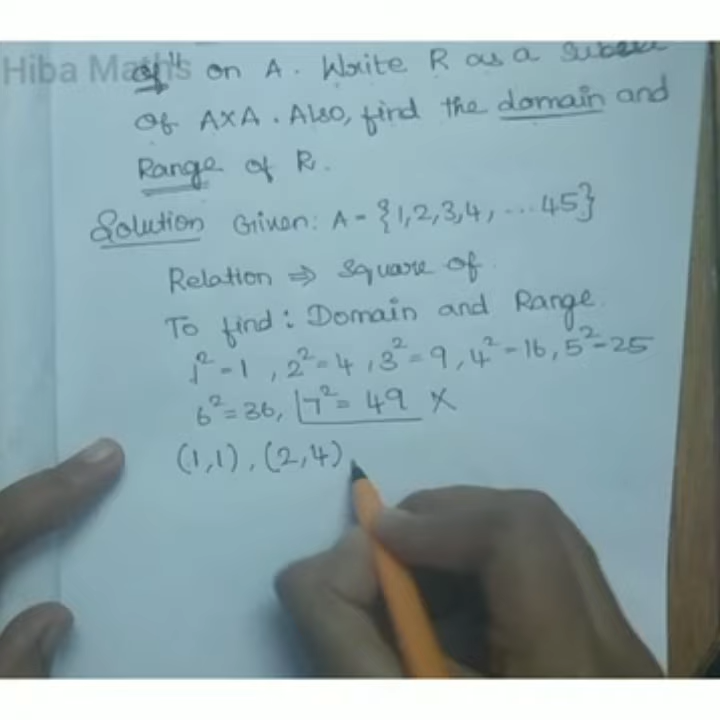 Hiba Maths
of" on A. Write R as a subset
of A×A. Also, find the domain and
Range of R.
Solution Given: A = {1,2,3,4, ... 45}
Relation ⇒ Square of
To find: Domain and Range.
1² = 1, 2² = 4, 3² = 9, 4² = 16, 5² = 25
6² = 36, 7² = 49 ×
(1,1), (2,4)